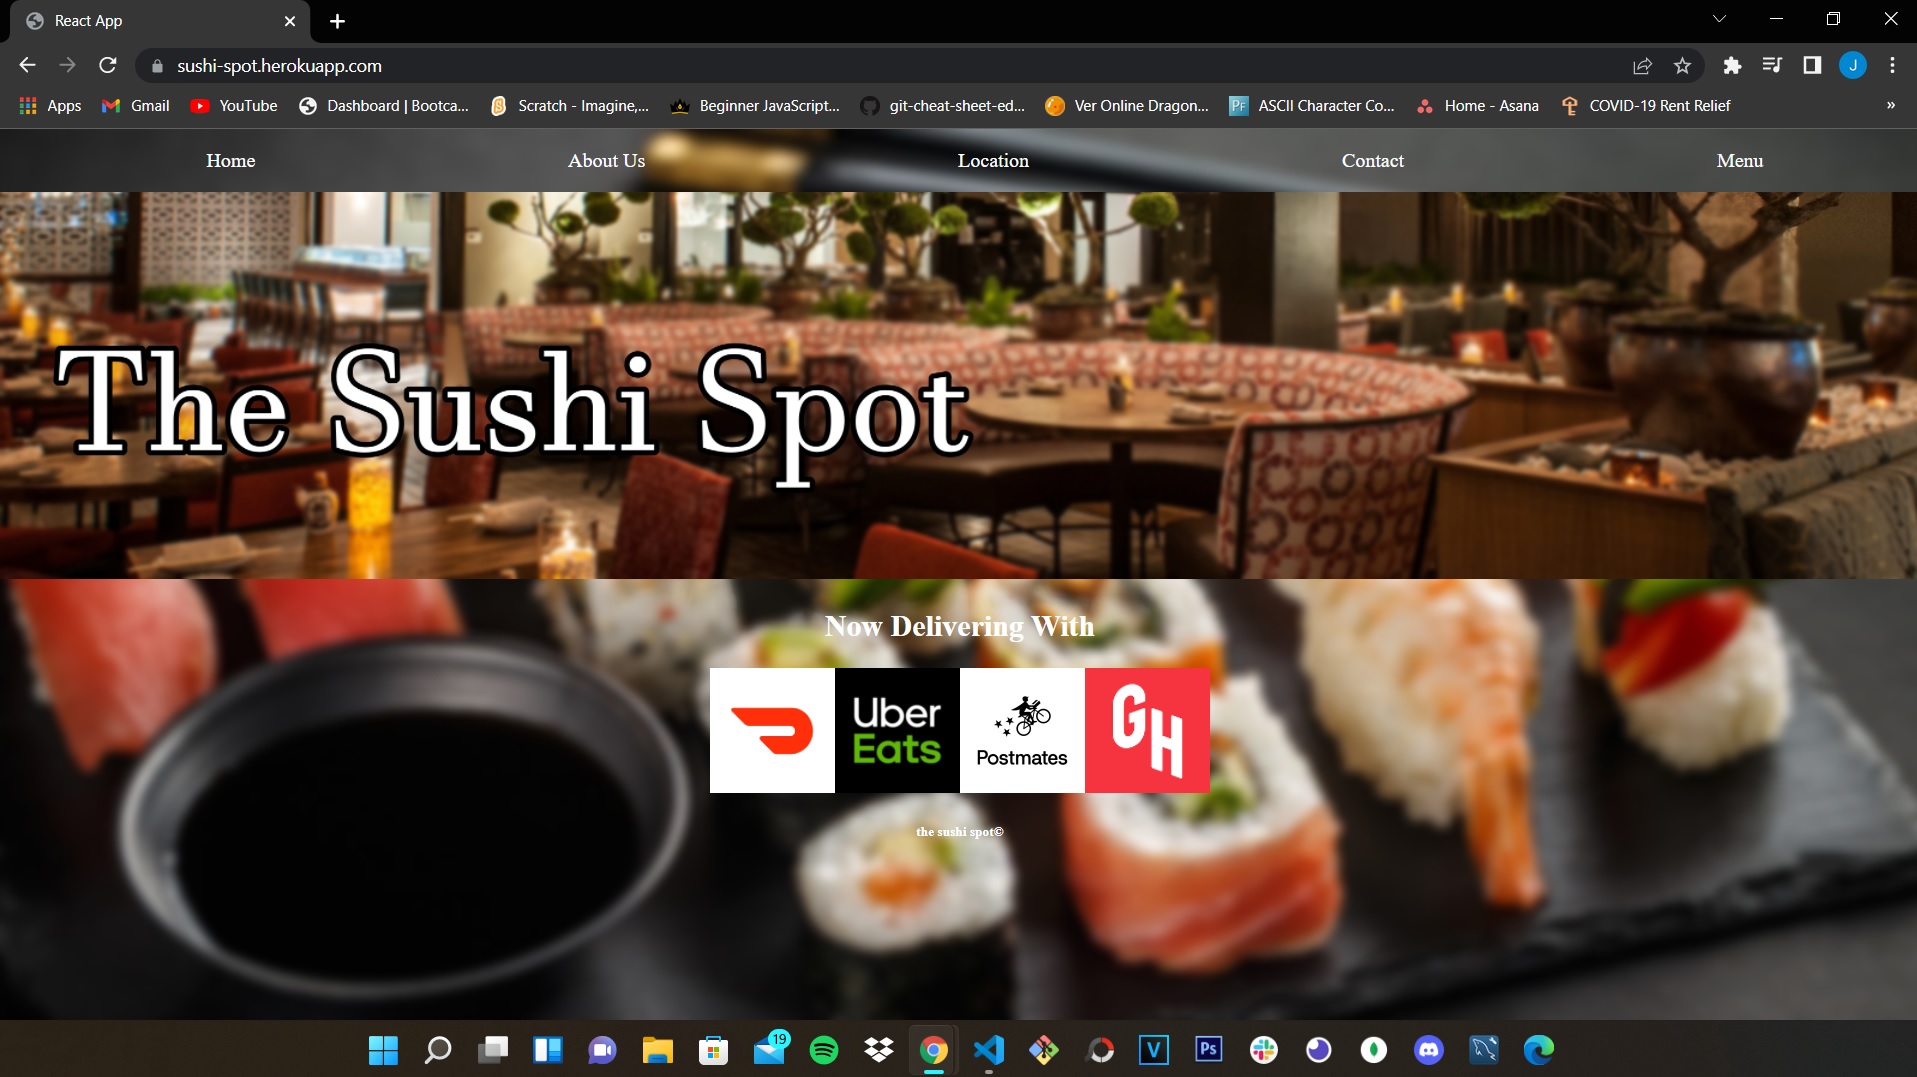 React App
sushi-spot.herokuapp.com
J
Apps Gmail YouTube Dashboard | Bootca... Scratch - Imagine,... Beginner JavaScript... git-cheat-sheet-ed... Ver Online Dragon... PF ASCII Character Co... Home - Asana COVID-19 Rent Relief »
Home About Us Location Contact Menu
The Sushi Spot
Now Delivering With
Uber Eats
Postmates
GH
the sushi spot©
19
V
Ps